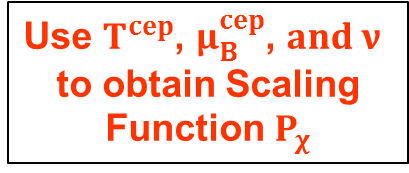 Use T^cep, μ_B^cep, and ν
to obtain Scaling
Function P_χ